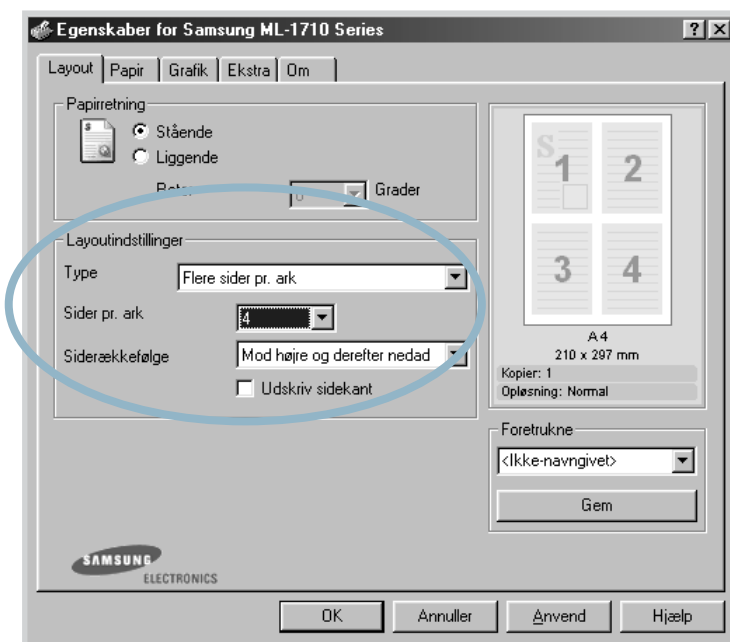 Egenskaber for Samsung ML-1710 Series
Layout Papir Grafik Ekstra Om
Papirretning
S
Stående
Liggende
Grader
Layoutindstillinger
Type Flere sider pr. ark
Sider pr. ark 4
Siderækkefølge Mod højre og derefter nedad
Udskriv sidekant
S
1 2
3 4
A4
210 x 297 mm
Kopier: 1
Opløsning: Normal
Foretrukne
<Ikke-navngivet>
Gem
SAMSUNG
ELECTRONICS
OK Annuller Anvend Hjælp